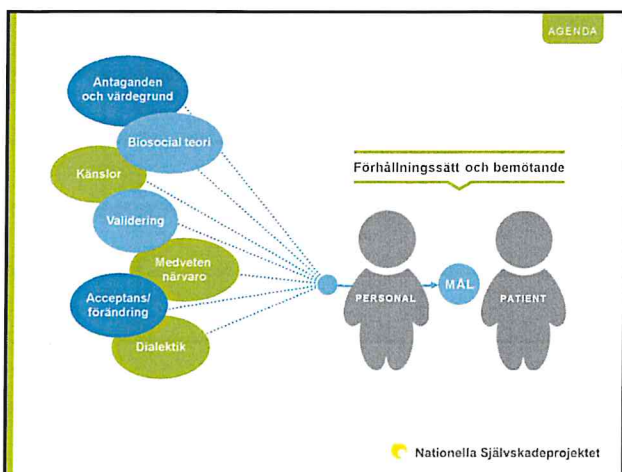 AGENDA
Antaganden
och värdegrund
Biosocial teori
Känslor
Validering
Medveten
närvaro
Acceptans/
förändring
Dialektik
Förhållningssätt och bemötande
PERSONAL
MÅL
PATIENT
Nationella Självskadeprojektet